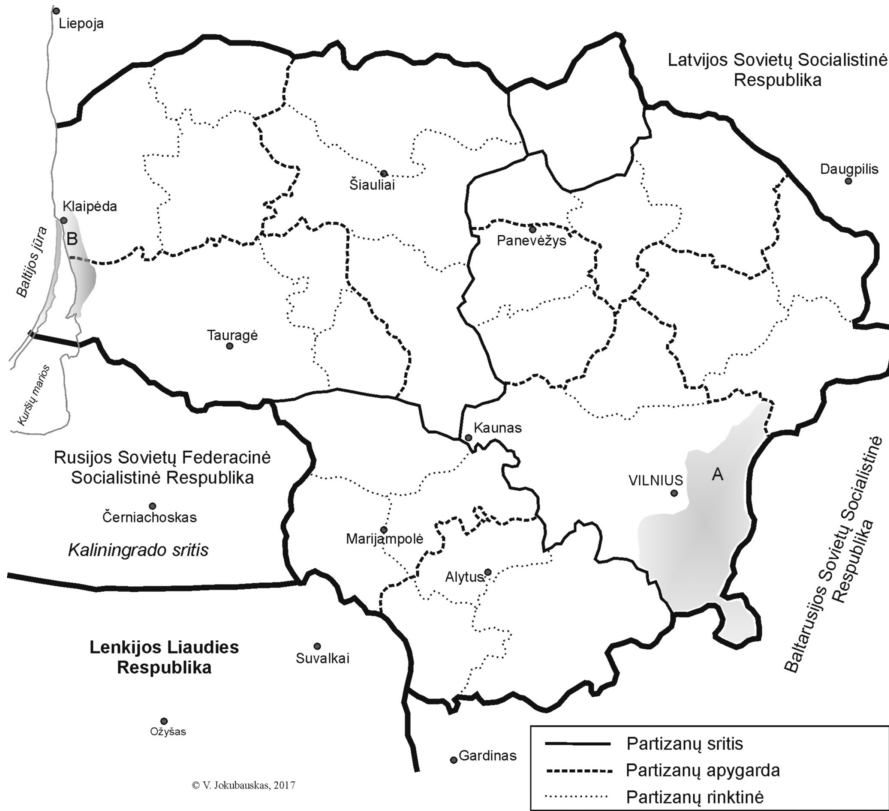 Liepoja
Latvijos Sovietų Socialistinė
Respublika
Daugpilis
Šiauliai
Klaipėda
B
Baltijos jūra
Panevėžys
Tauragė
Kuršių marios
Kaunas
Rusijos Sovietų Federacinė
Socialistinė Respublika
Černiachoskas
Kaliningrado sritis
VILNIUS
A
Baltarusijos Sovietų Socialistinė
Respublika
Marijampolė
Alytus
Lenkijos Liaudies
Respublika
Suvalkai
Ožyšas
Gardinas
Partizanų sritis
Partizanų apygarda
Partizanų rinktinė
© V. Jokubauskas, 2017